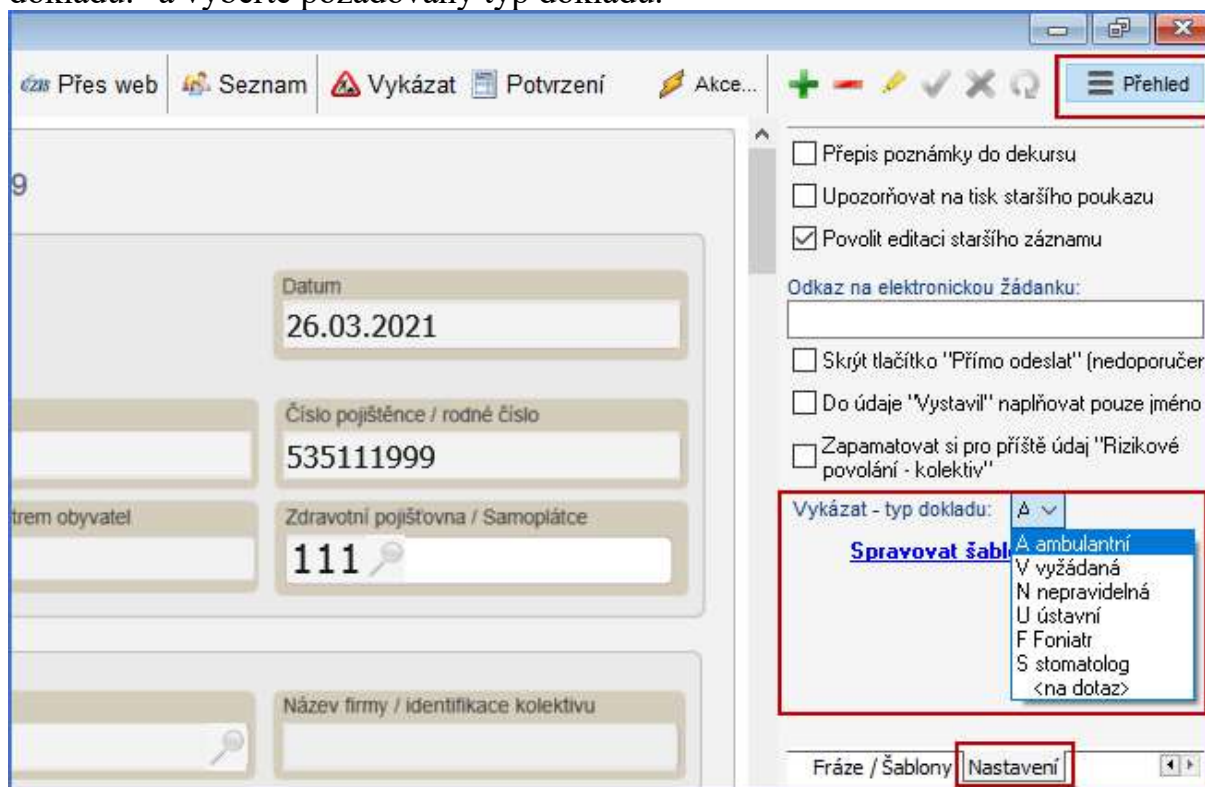 dokladu:" a vyberte požadovaný typ dokladu.
Přes web Seznam Vykázat Potvrzení Akce... Přehled
9
Přepis poznámky do dekursu
Upozorňovat na tisk staršího poukazu
Povolit editaci staršího záznamu
Datum
26.03.2021
Odkaz na elektronickou žádanku:
Skrýt tlačítko "Přímo odeslat" (nedoporučen
Do údaje "Vystavil" naplňovat pouze jméno
Číslo pojištěnce / rodné číslo
535111999
Zapamatovat si pro příště údaj "Rizikové
povolání - kolektiv"
trem obyvatel
Zdravotní pojišťovna / Samoplátce
111
Vykázat - typ dokladu: A
Spravovat šabl
A ambulantní
V vyžádaná
N nepravidelná
U ústavní
F Foniatr
S stomatolog
<na dotaz>
Název firmy / identifikace kolektivu
Fráze / Šablony Nastavení